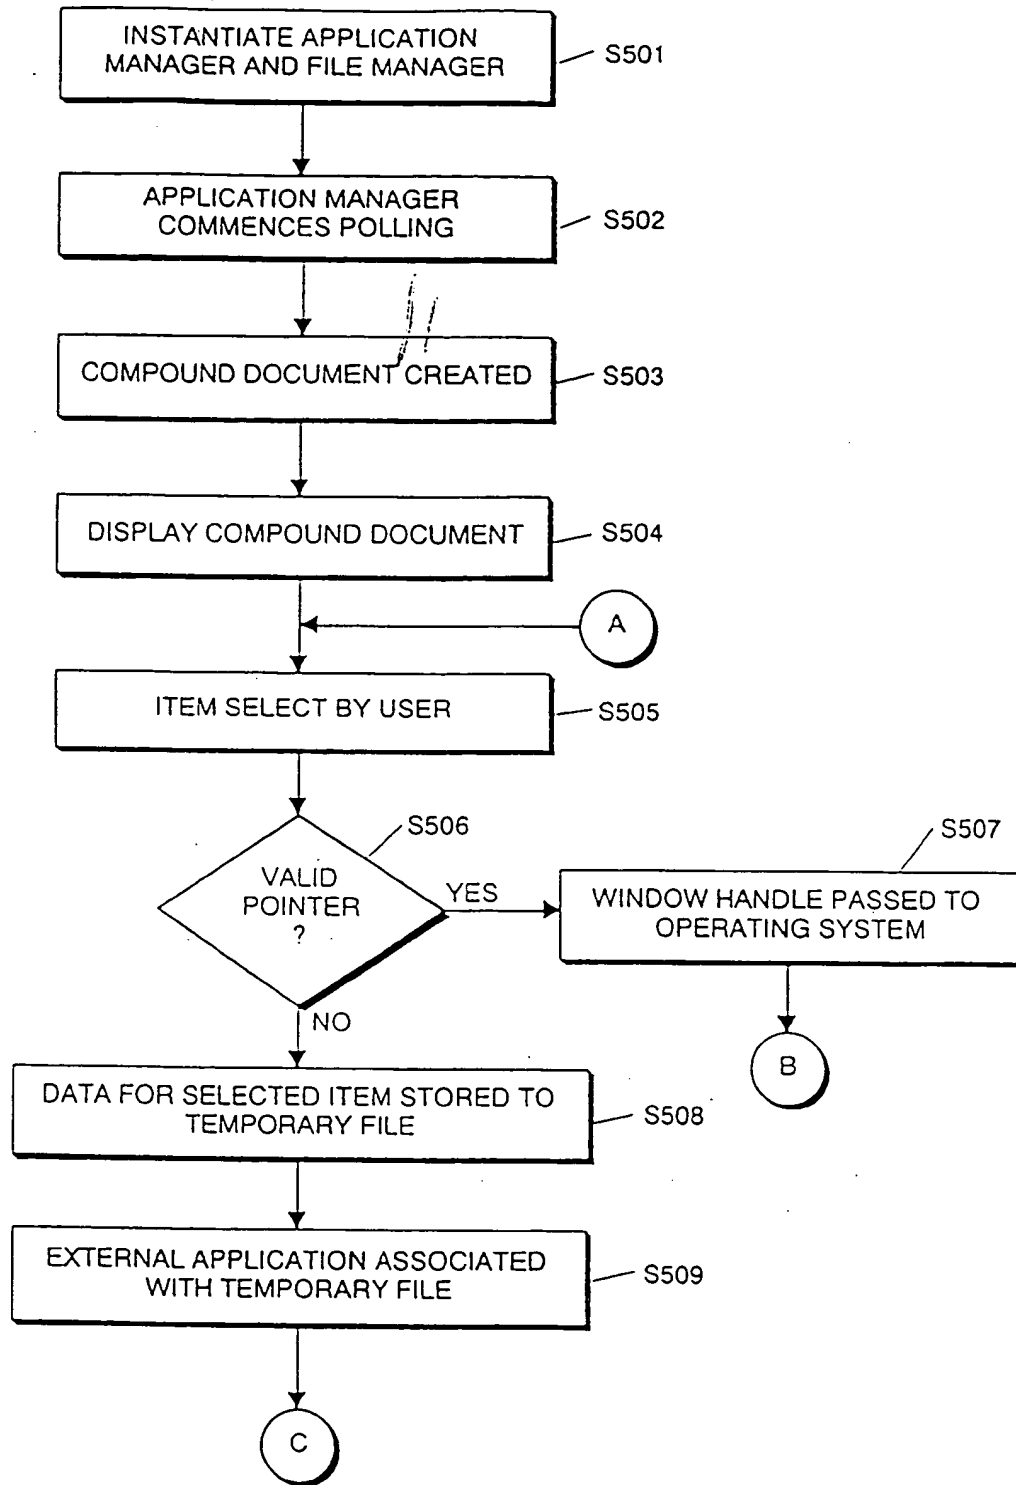 INSTANTIATE APPLICATION
MANAGER AND FILE MANAGER
S501
APPLICATION MANAGER
COMMENCES POLLING
S502
COMPOUND DOCUMENT CREATED
S503
DISPLAY COMPOUND DOCUMENT
S504
A
ITEM SELECT BY USER
S505
S506
VALID
POINTER
?
YES
S507
WINDOW HANDLE PASSED TO
OPERATING SYSTEM
B
NO
DATA FOR SELECTED ITEM STORED TO
TEMPORARY FILE
S508
EXTERNAL APPLICATION ASSOCIATED
WITH TEMPORARY FILE
S509
C